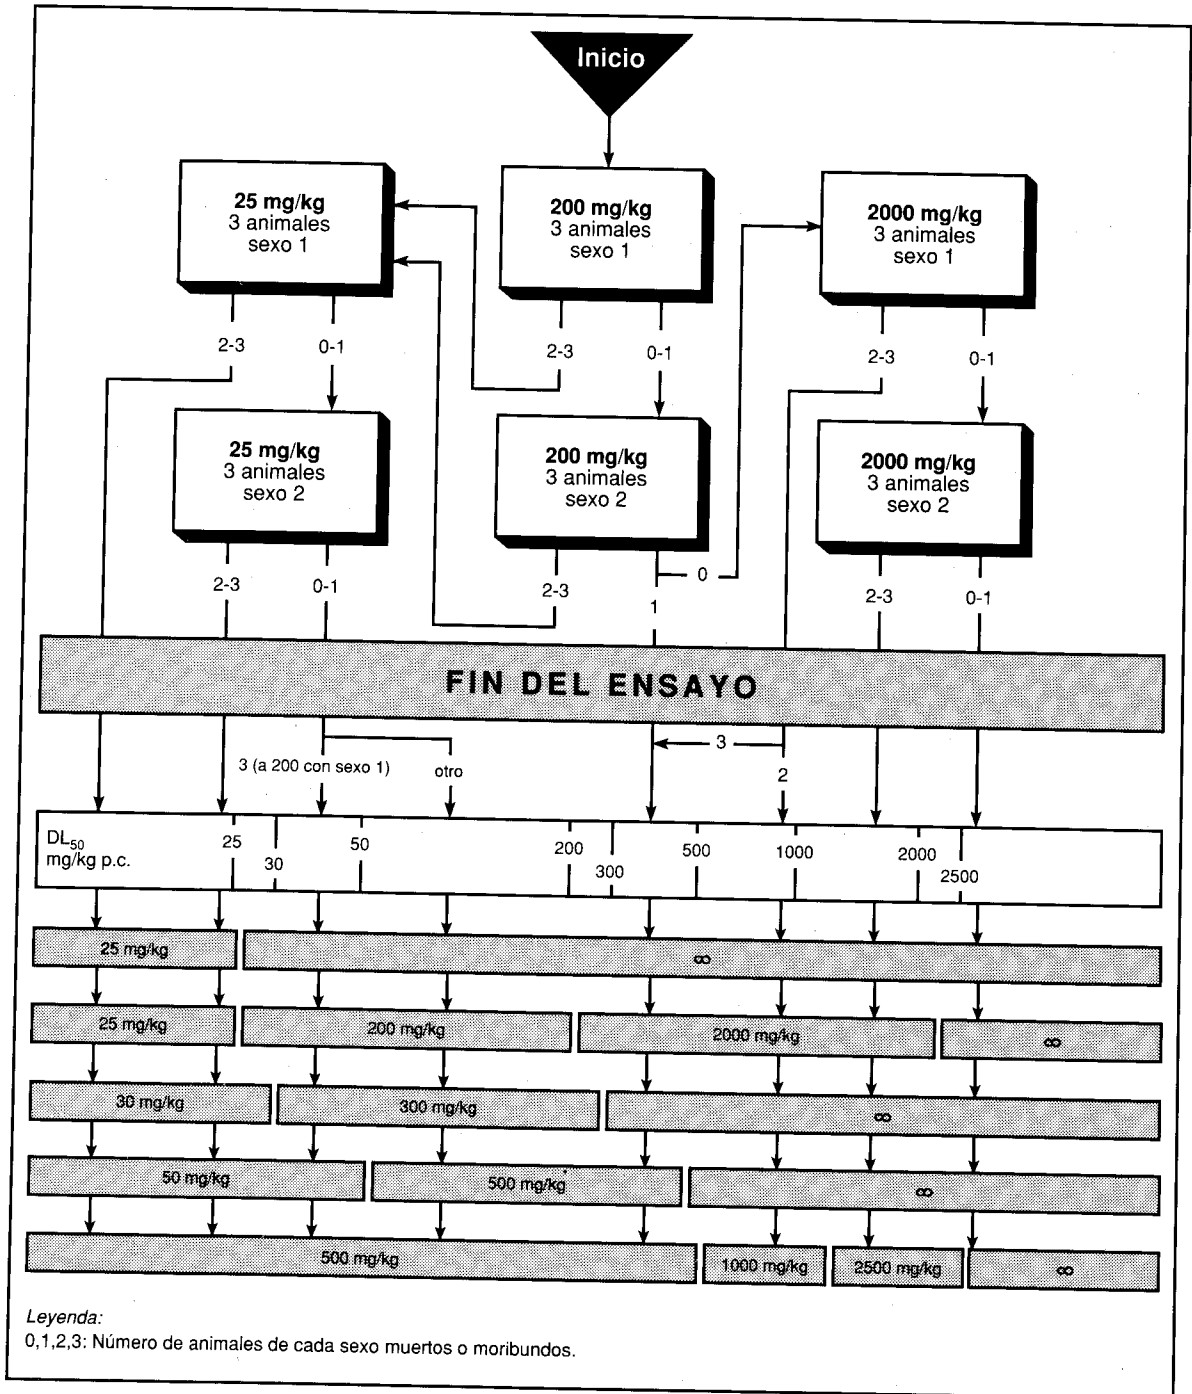 Inicio
25 mg/kg
3 animales
sexo 1
200 mg/kg
3 animales
sexo 1
2000 mg/kg
3 animales
sexo 1
2-3
0-1
2-3
0-1
2-3
0-1
25 mg/kg
3 animales
sexo 2
200 mg/kg
3 animales
sexo 2
2000 mg/kg
3 animales
sexo 2
2-3
0-1
2-3
0
1
2-3
0-1
FIN DEL ENSAYO
3 (a 200 con sexo 1)
otro
3
2
DL50
mg/kg p.c.
25
30
50
200
300
500
1000
2000
2500
25 mg/kg
∞
25 mg/kg
200 mg/kg
2000 mg/kg
∞
30 mg/kg
300 mg/kg
∞
50 mg/kg
500 mg/kg
∞
500 mg/kg
1000 mg/kg
2500 mg/kg
∞
Leyenda:
0,1,2,3: Número de animales de cada sexo muertos o moribundos.